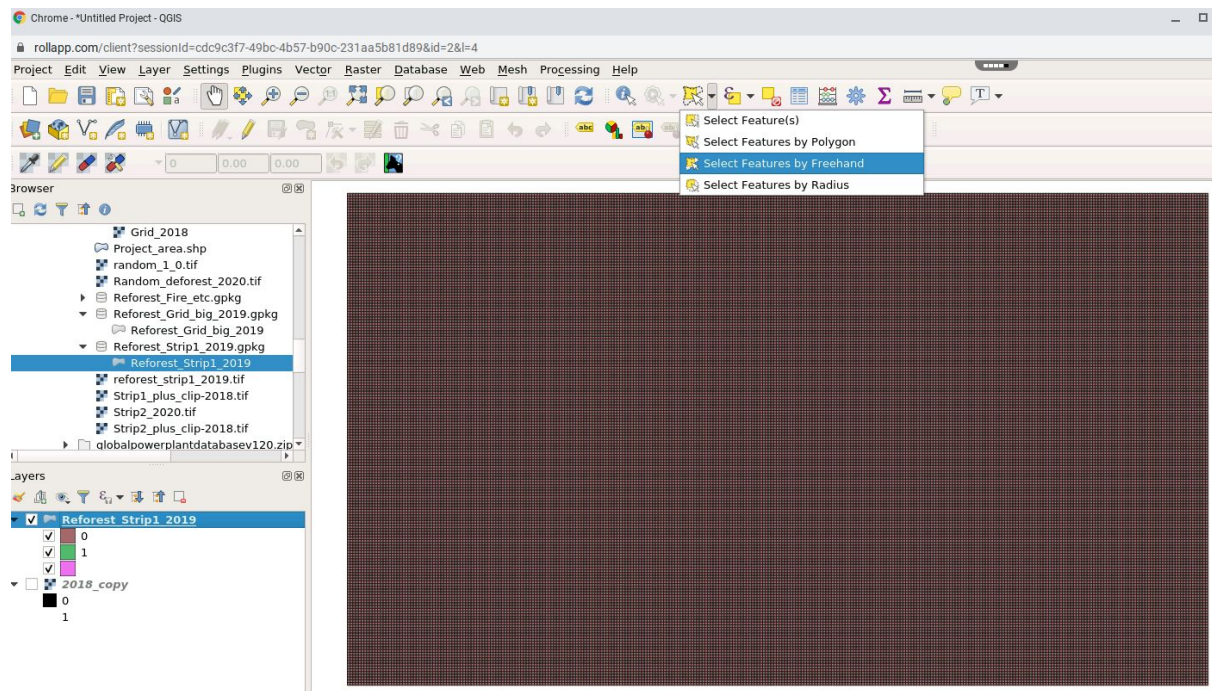 Chrome - *Untitled Project - QGIS
rollapp.com/client?sessionId=cdc9c3f7-49bc-4b57-b90c-231aa5b81d89&id=2&l=4
Project Edit View Layer Settings Plugins Vector Raster Database Web Mesh Processing Help
abc
Select Feature(s)
Select Features by Polygon
Select Features by Freehand
Select Features by Radius
0 0.00 0.00
Browser
Grid_2018
Project_area.shp
random_1_0.tif
Random_deforest_2020.tif
Reforest_Fire_etc.gpkg
Reforest_Grid_big_2019.gpkg
Reforest_Grid_big_2019
Reforest_Strip1_2019.gpkg
Reforest_Strip1_2019
reforest_strip1_2019.tif
Strip1_plus_clip-2018.tif
Strip2_2020.tif
Strip2_plus_clip-2018.tif
globalpowerplantdatabasev120.zip
Layers
Reforest_Strip1_2019
0
1
2018_copy
0
1